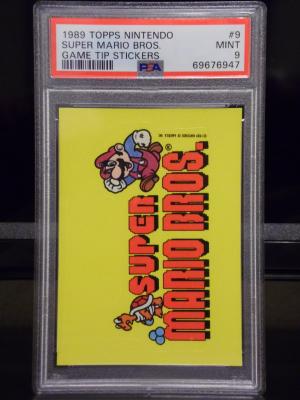 1989 TOPPS NINTENDO #9
SUPER MARIO BROS. MINT
GAME TIP STICKERS 9
PSA 69676947
SUPER
MARIO BROS.®